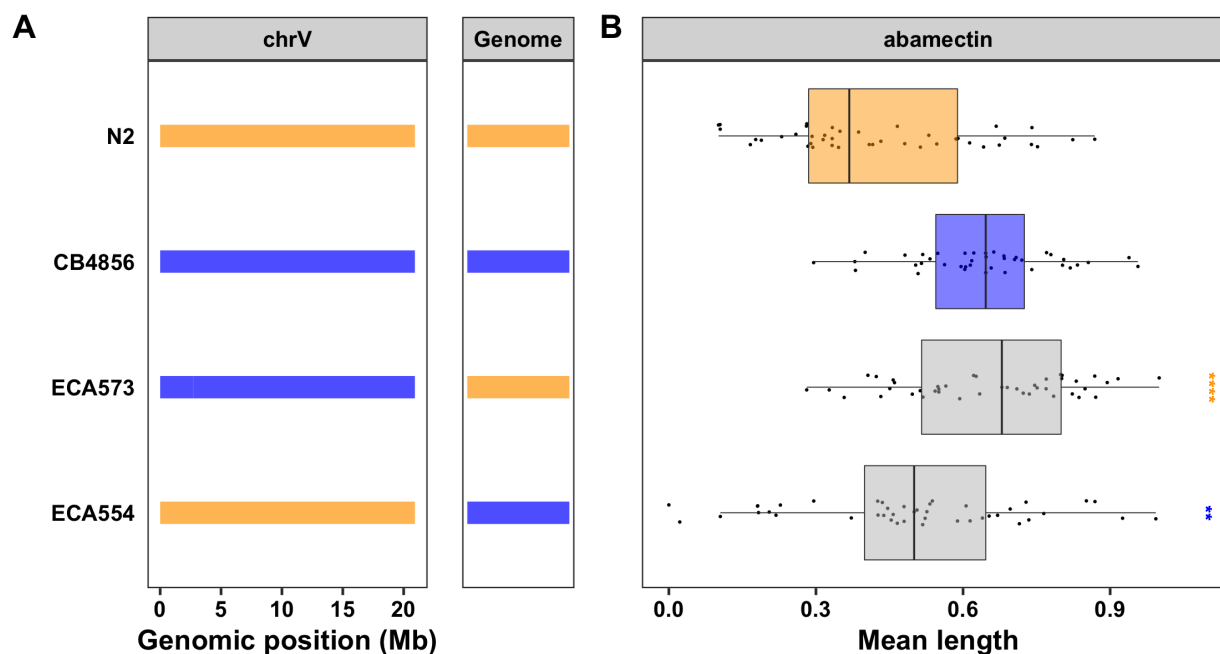 A
B
chrV
Genome
abamectin
N2
CB4856
ECA573
****
ECA554
**
0 5 10 15 20
0.0 0.3 0.6 0.9
Genomic position (Mb)
Mean length